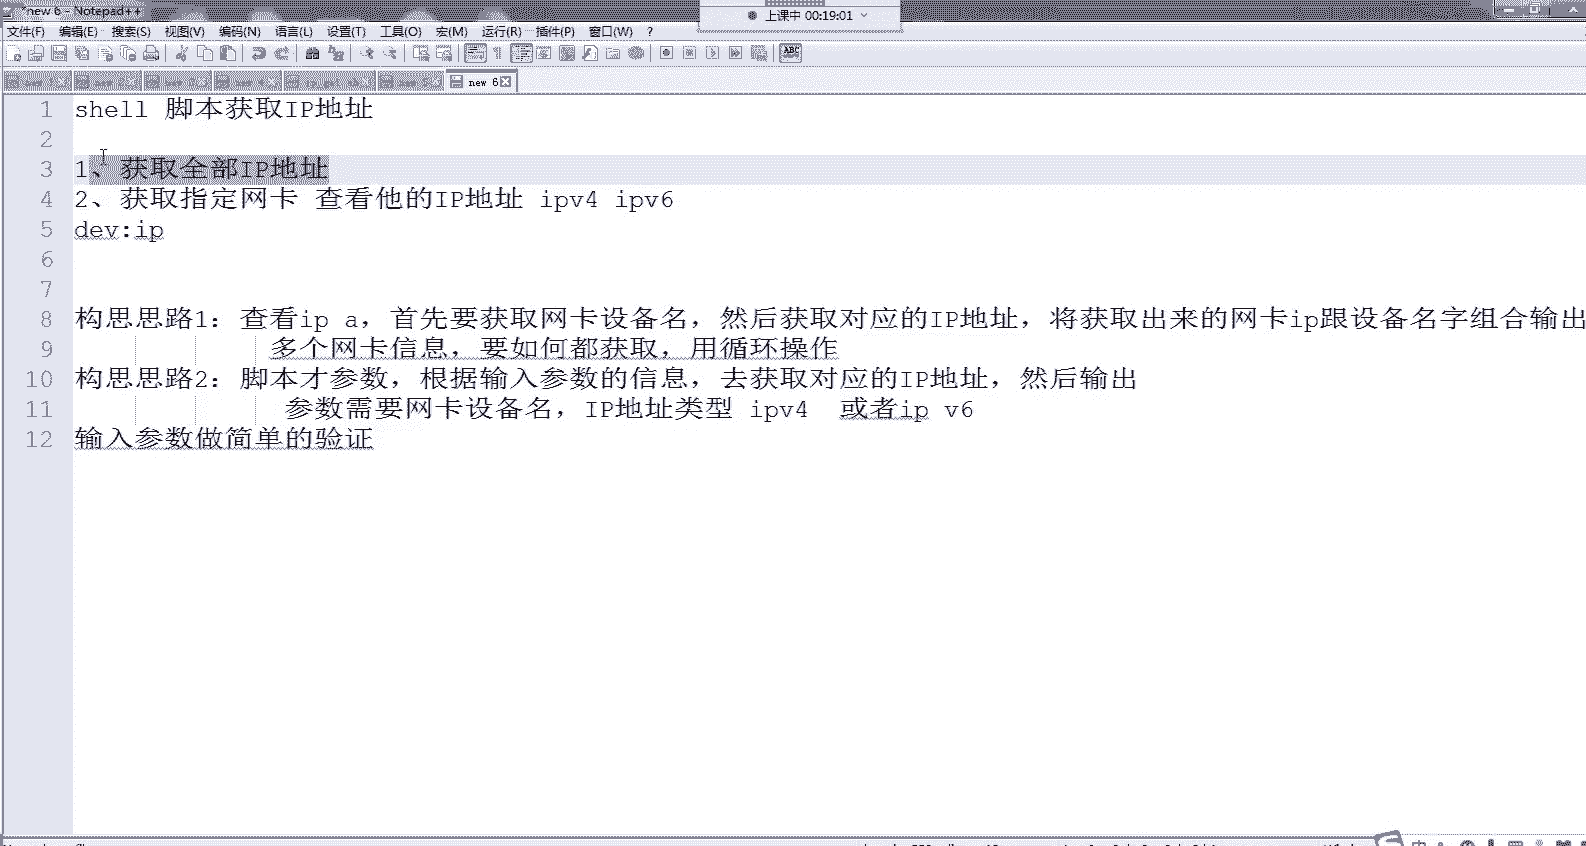 new 6 - Notepad++
上课中 00:19:01
文件(F) 编辑(E) 搜索(S) 视图(V) 编码(N) 语言(L) 设置(T) 工具(O) 宏(M) 运行(R) 插件(P) 窗口(W) ?
ABC
new 6
1 shell 脚本获取IP地址
2
3 1、获取全部IP地址
4 2、获取指定网卡 查看他的IP地址 ipv4 ipv6
5 dev:ip
6
7
8 构思思路1: 查看ip a, 首先要获取网卡设备名, 然后获取对应的IP地址, 将获取出来的网卡ip跟设备名字组合输出
9 多个网卡信息, 要如何都获取, 用循环操作
10 构思思路2: 脚本才参数, 根据输入参数的信息, 去获取对应的IP地址, 然后输出
11 参数需要网卡设备名, IP地址类型 ipv4 或者ip v6
12 输入参数做简单的验证